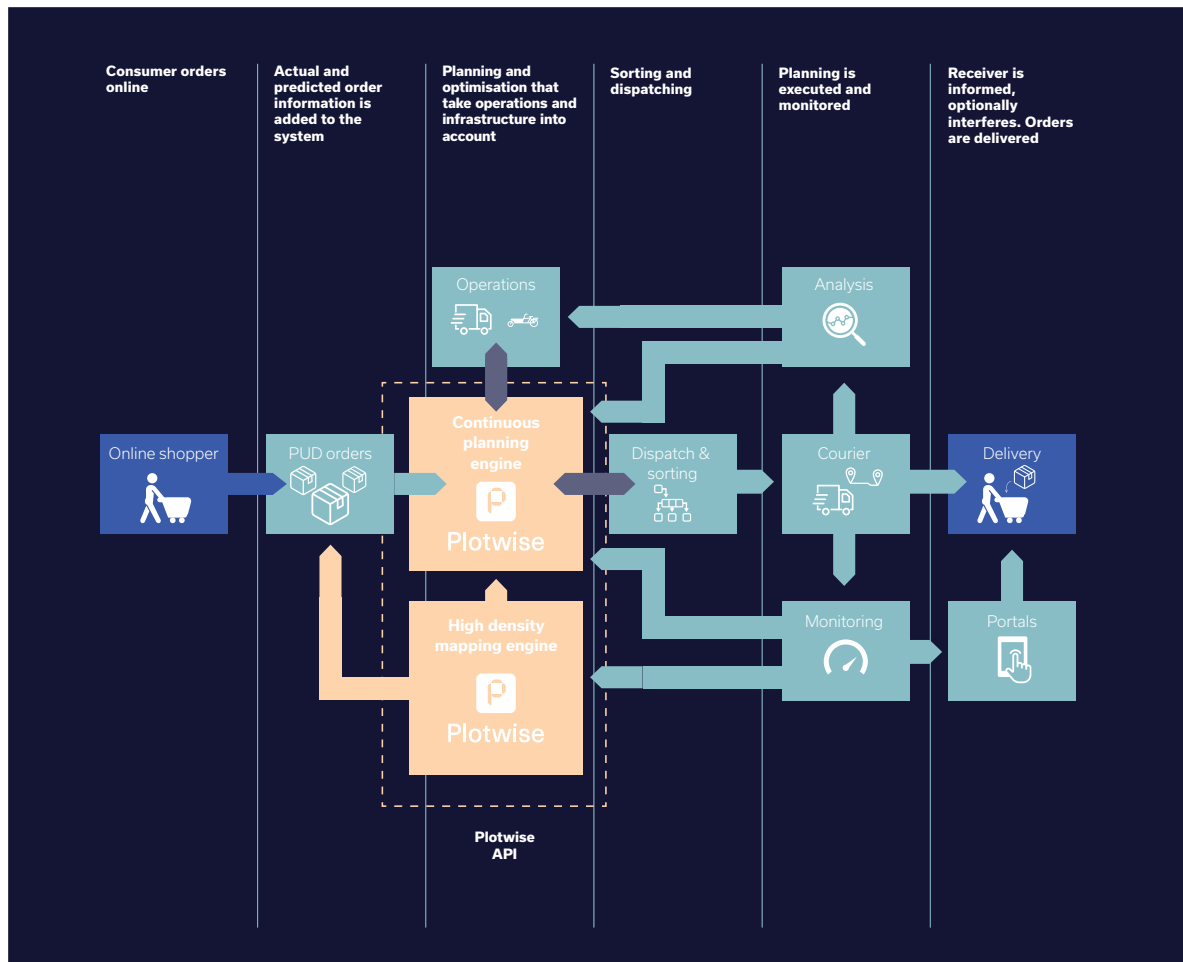 Consumer orders
online
Actual and
predicted order
information is
added to the
system
Planning and
optimisation that
take operations and
infrastructure into
account
Sorting and
dispatching
Planning is
executed and
monitored
Receiver is
informed,
optionally
interferes. Orders
are delivered
Operations
Analysis
Online shopper
PUD orders
Continuous
planning
engine
Plotwise
Dispatch &
sorting
Courier
Delivery
High density
mapping engine
Plotwise
Monitoring
Portals
Plotwise
API